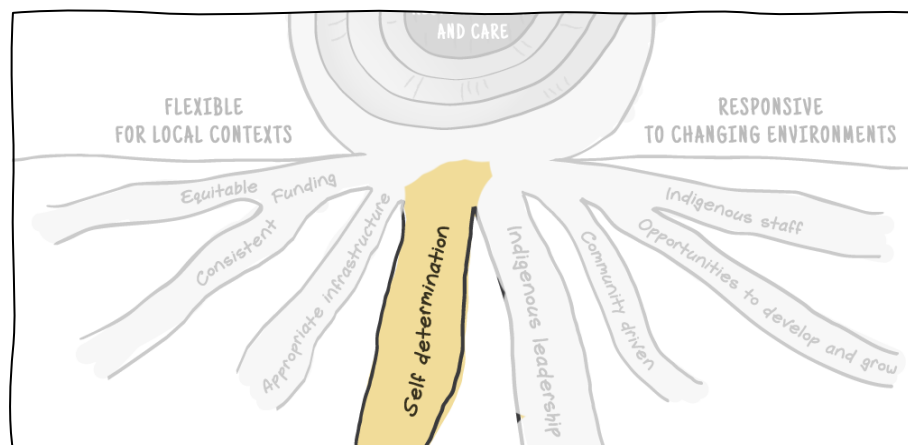 AND CARE
FLEXIBLE
FOR LOCAL CONTEXTS
RESPONSIVE
TO CHANGING ENVIRONMENTS
Equitable
Funding
Consistent
Appropriate infrastructure
Self determination
Indigenous leadership
Community driven
Opportunities to develop and grow
Indigenous staff